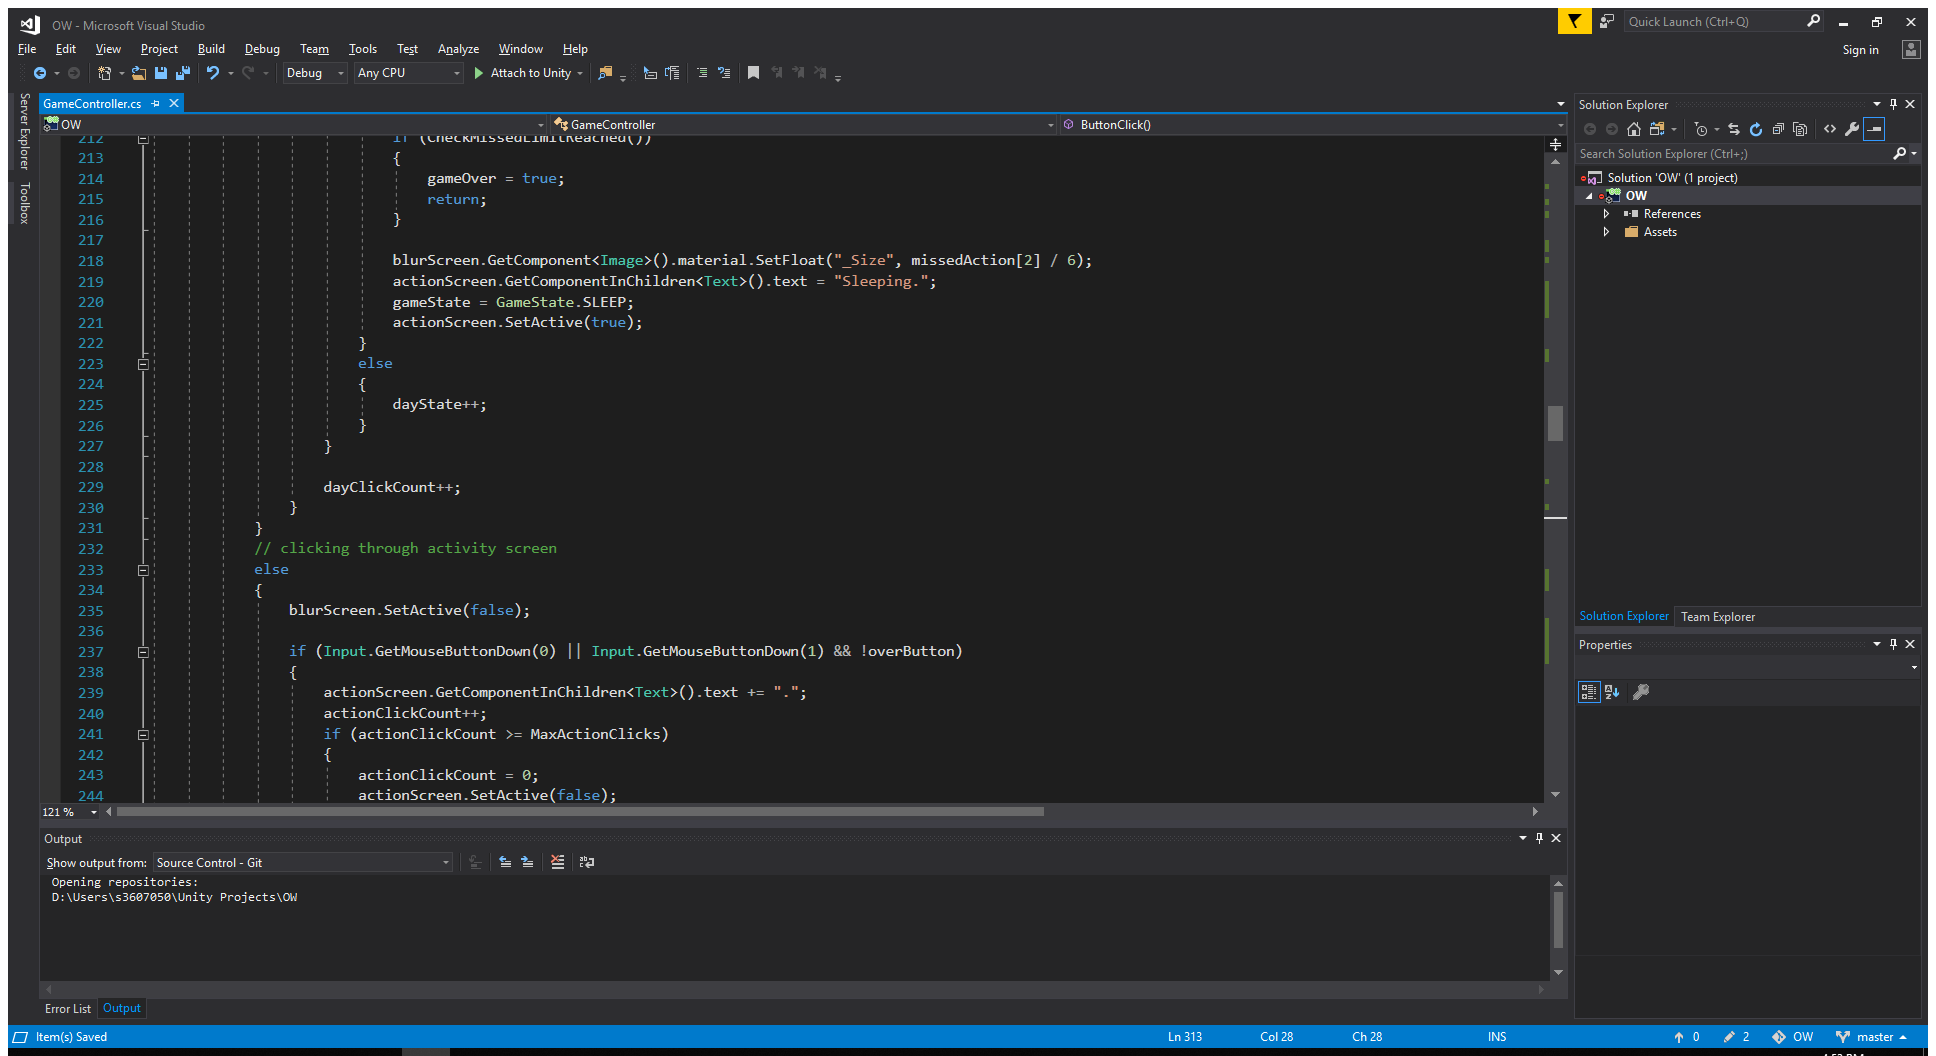 OW - Microsoft Visual Studio
Quick Launch (Ctrl+Q)
File Edit View Project Build Debug Team Tools Test Analyze Window Help
Sign in
Debug Any CPU Attach to Unity
Server Explorer
Toolbox
GameController.cs
OW GameController ButtonClick()
212 if (CheckMissedLimitReached())
213 {
214 gameOver = true;
215 return;
216 }
217
218 blurScreen.GetComponent<Image>().material.SetFloat("_Size", missedAction[2] / 6);
219 actionScreen.GetComponentInChildren<Text>().text = "Sleeping.";
220 gameState = GameState.SLEEP;
221 actionScreen.SetActive(true);
222 }
223 else
224 {
225 dayState++;
226 }
227 }
228
229 dayClickCount++;
230 }
231 }
232 // clicking through activity screen
233 else
234 {
235 blurScreen.SetActive(false);
236
237 if (Input.GetMouseButtonDown(0) || Input.GetMouseButtonDown(1) && !overButton)
238 {
239 actionScreen.GetComponentInChildren<Text>().text += ".";
240 actionClickCount++;
241 if (actionClickCount >= MaxActionClicks)
242 {
243 actionClickCount = 0;
244 actionScreen.SetActive(false);
121 %
Output
Show output from: Source Control - Git
Opening repositories:
D:\Users\s3607050\Unity Projects\OW
Error List Output
Solution Explorer
Search Solution Explorer (Ctrl+;)
Solution 'OW' (1 project)
OW
References
Assets
Solution Explorer Team Explorer
Properties
Item(s) Saved Ln 313 Col 28 Ch 28 INS 0 2 OW master